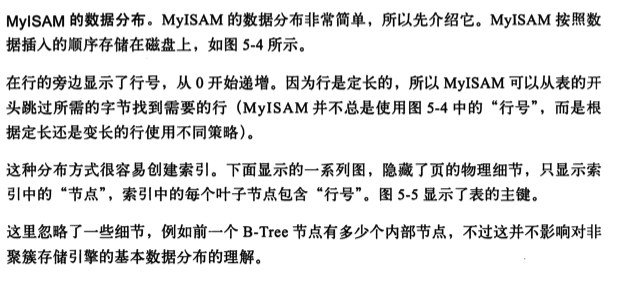 MyISAM 的数据分布。MyISAM 的数据分布非常简单，所以先介绍它。MyISAM 按照数
据插入的顺序存储在磁盘上，如图 5-4 所示。
在行的旁边显示了行号，从 0 开始递增。因为行是定长的，所以 MyISAM 可以从表的开
头跳过所需的字节找到需要的行（MyISAM 并不总是使用图 5-4 中的“行号”，而是根
据定长还是变长的行使用不同策略）。
这种分布方式很容易创建索引。下面显示的一系列图，隐藏了页的物理细节，只显示索
引中的“节点”，索引中的每个叶子节点包含“行号”。图 5-5 显示了表的主键。
这里忽略了一些细节，例如前一个 B-Tree 节点有多少个内部节点，不过这并不影响对非
聚簇存储引擎的基本数据分布的理解。